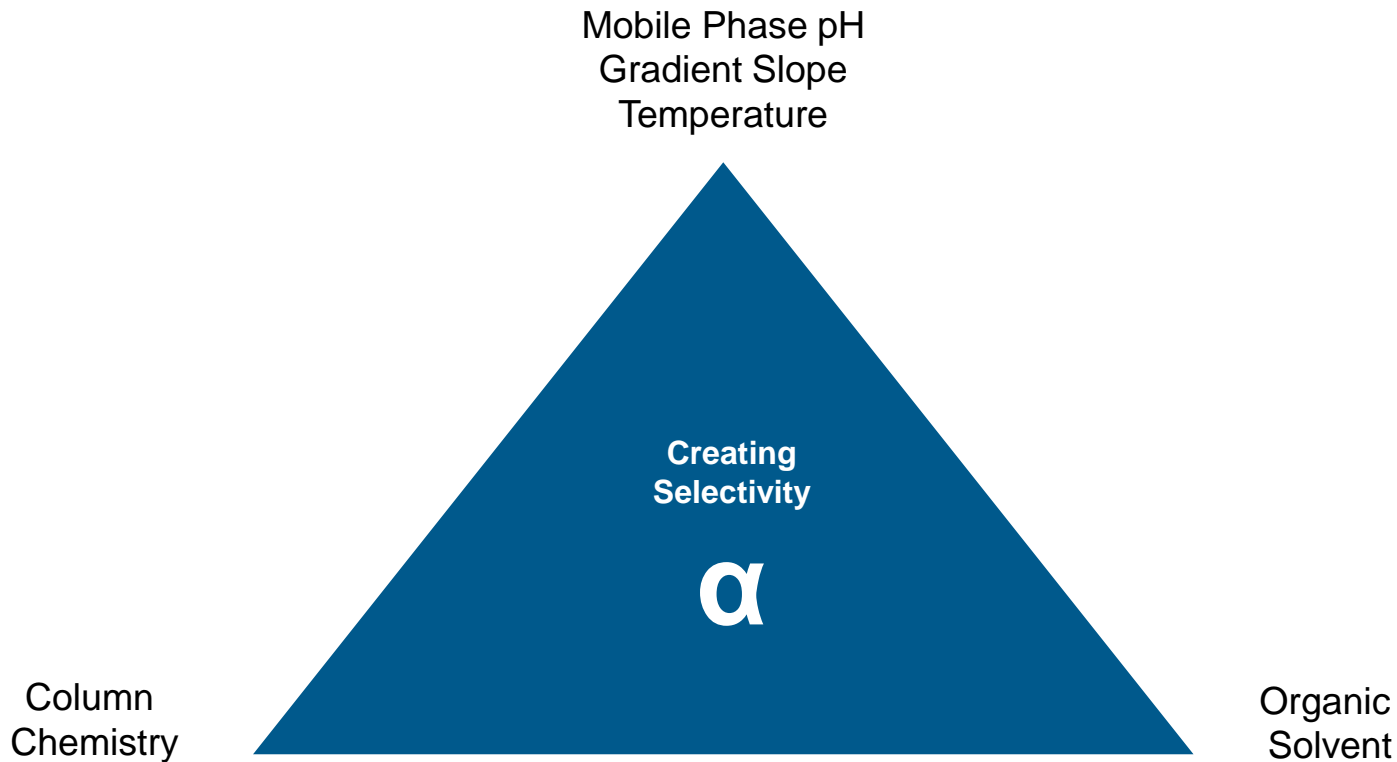 Mobile Phase pH
Gradient Slope
Temperature
Creating
Selectivity
α
Column
Chemistry
Organic
Solvent